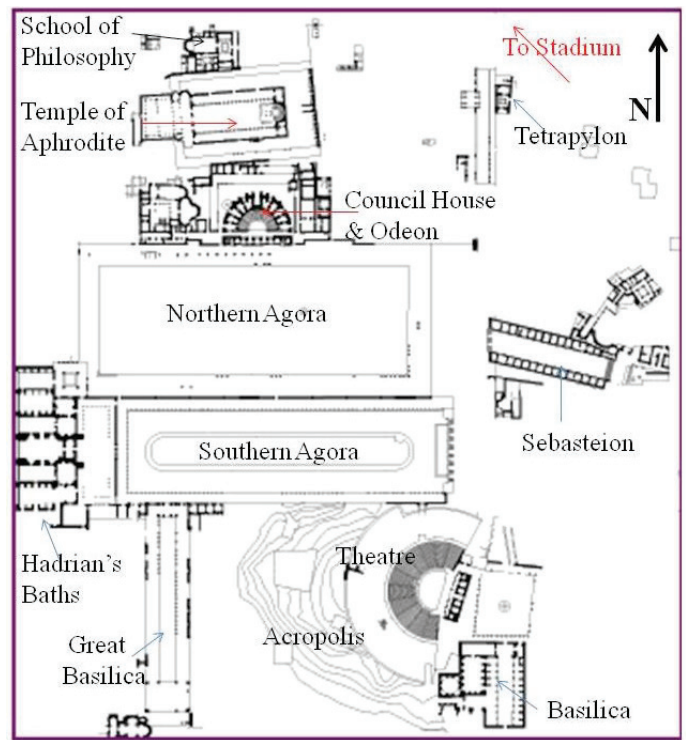 School of
Philosophy
To Stadium
N
Temple of
Aphrodite
Tetrapylon
Council House
& Odeon
Northern Agora
Southern Agora
Sebasteion
Hadrian's
Baths
Theatre
Acropolis
Great
Basilica
Basilica